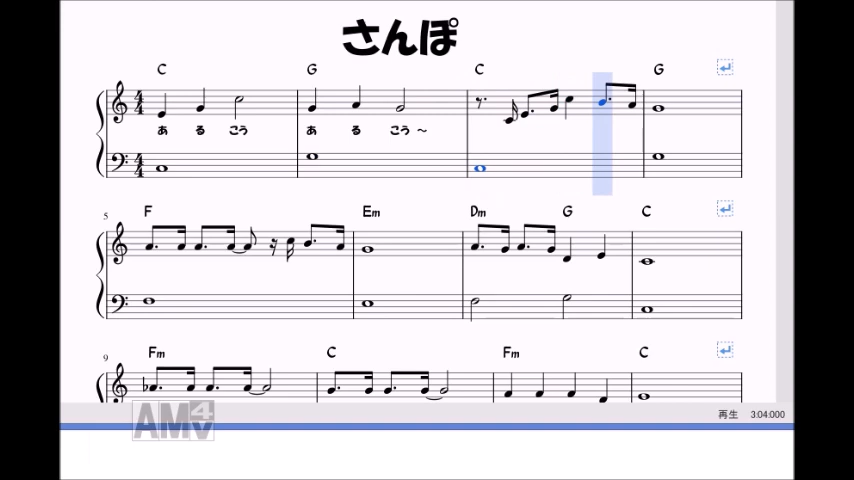 さんぽ
C G C G
あ る こう あ る こう～
5
F Em Dm G C
9
Fm C Fm C
再生 3:04:000
AMV4